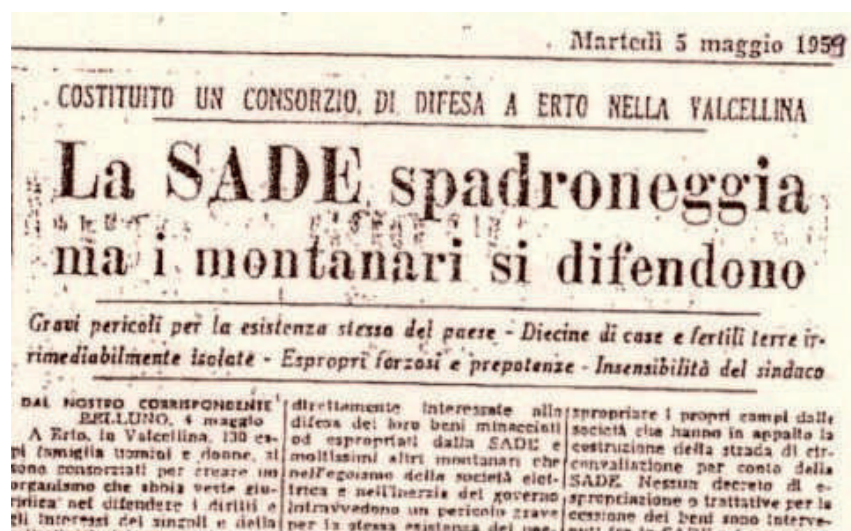 Martedì 5 maggio 1959
COSTITUITO UN CONSORZIO DI DIFESA A ERTO NELLA VALCELLINA
La SADE spadroneggia
ma i montanari si difendono
Gravi pericoli per la esistenza stessa del paese - Diecine di case e fertili terre ir-
rimediabilmente isolate - Espropri forzosi e prepotenze - Insensibilità del sindaco
DAL NOSTRO CORRISPONDENTE
BELLUNO, 4 maggio
A Erto, in Valcellina, 130 ca-
pi famiglia uomini e donne, si
sono consorziati per creare un
organismo che abbia veste giu-
ridica nel difendere i diritti e
gli interessi dei singoli e della
direttamente interessate alla
difesa dei loro beni minacciati
od espropriati dalla SADE e
moltissimi altri montanari che
nell'egoismo della società elet-
trica e nell'inerzia del governo
intravvedono un pericolo grave
per la stessa esistenza del
spropriare i propri campi dalle
società che hanno in appalto la
costruzione della strada di cir-
convallazione per conto della
SADE. Nessun decreto di e-
spropriazione o trattative per la
cessione dei beni sono